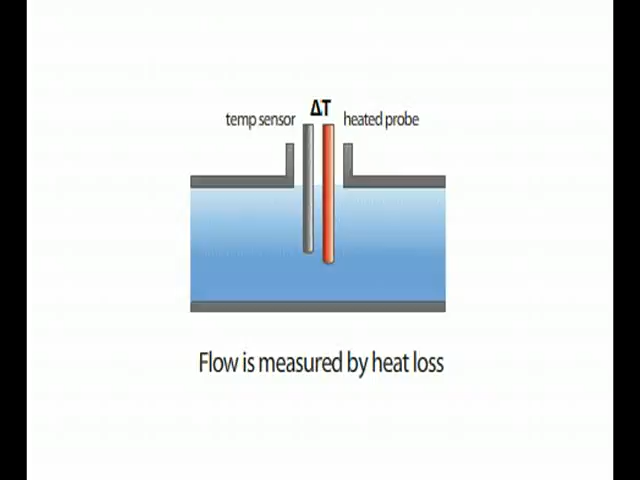 ΔT
temp sensor heated probe
Flow is measured by heat loss